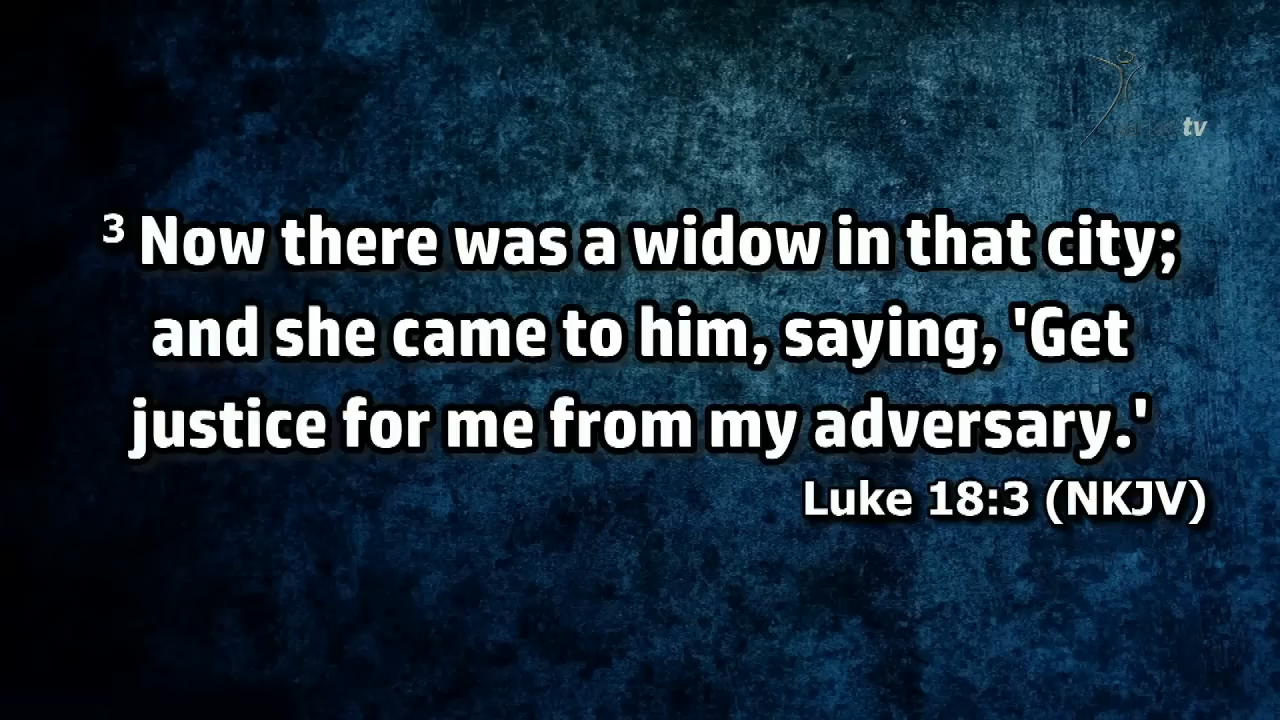 tv
³ Now there was a widow in that city;
and she came to him, saying, 'Get
justice for me from my adversary.'
Luke 18:3 (NKJV)